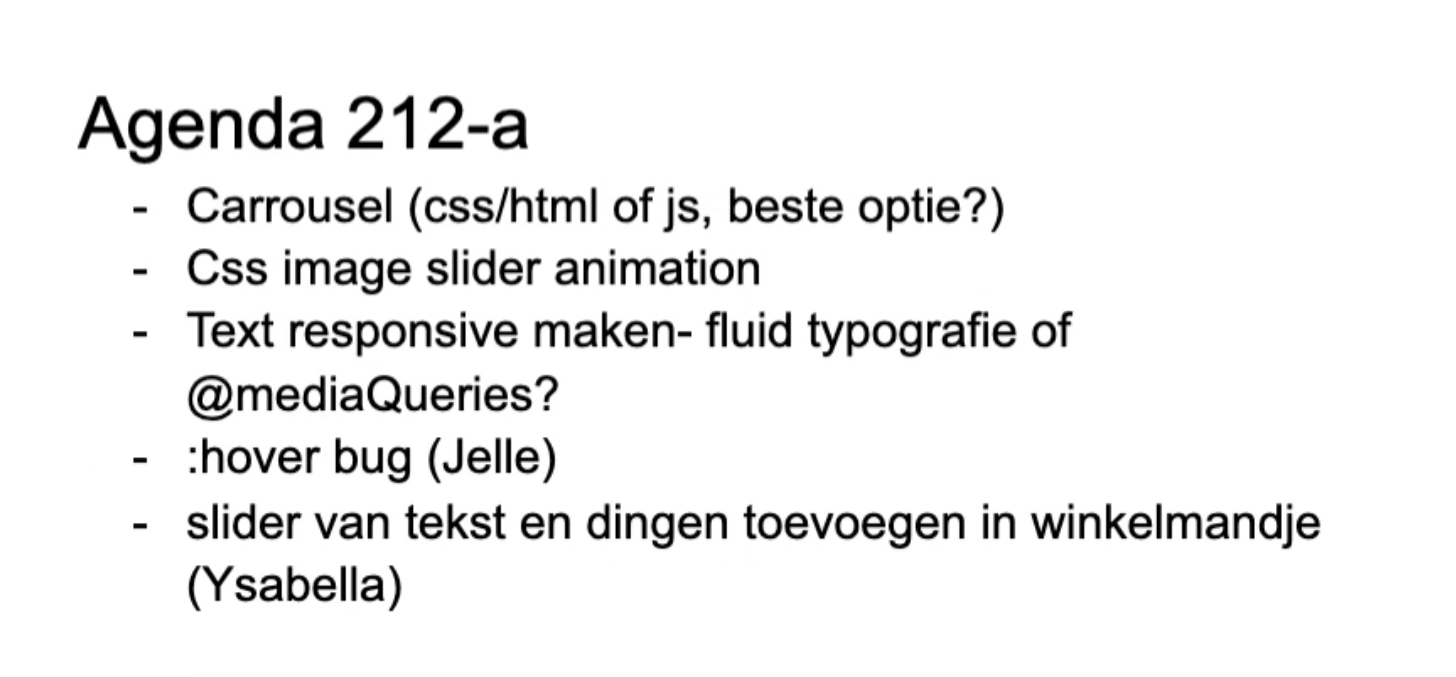 Agenda 212-a
- Carrousel (css/html of js, beste optie?)
- Css image slider animation
- Text responsive maken- fluid typografie of
@mediaQueries?
- :hover bug (Jelle)
- slider van tekst en dingen toevoegen in winkelmandje
(Ysabella)